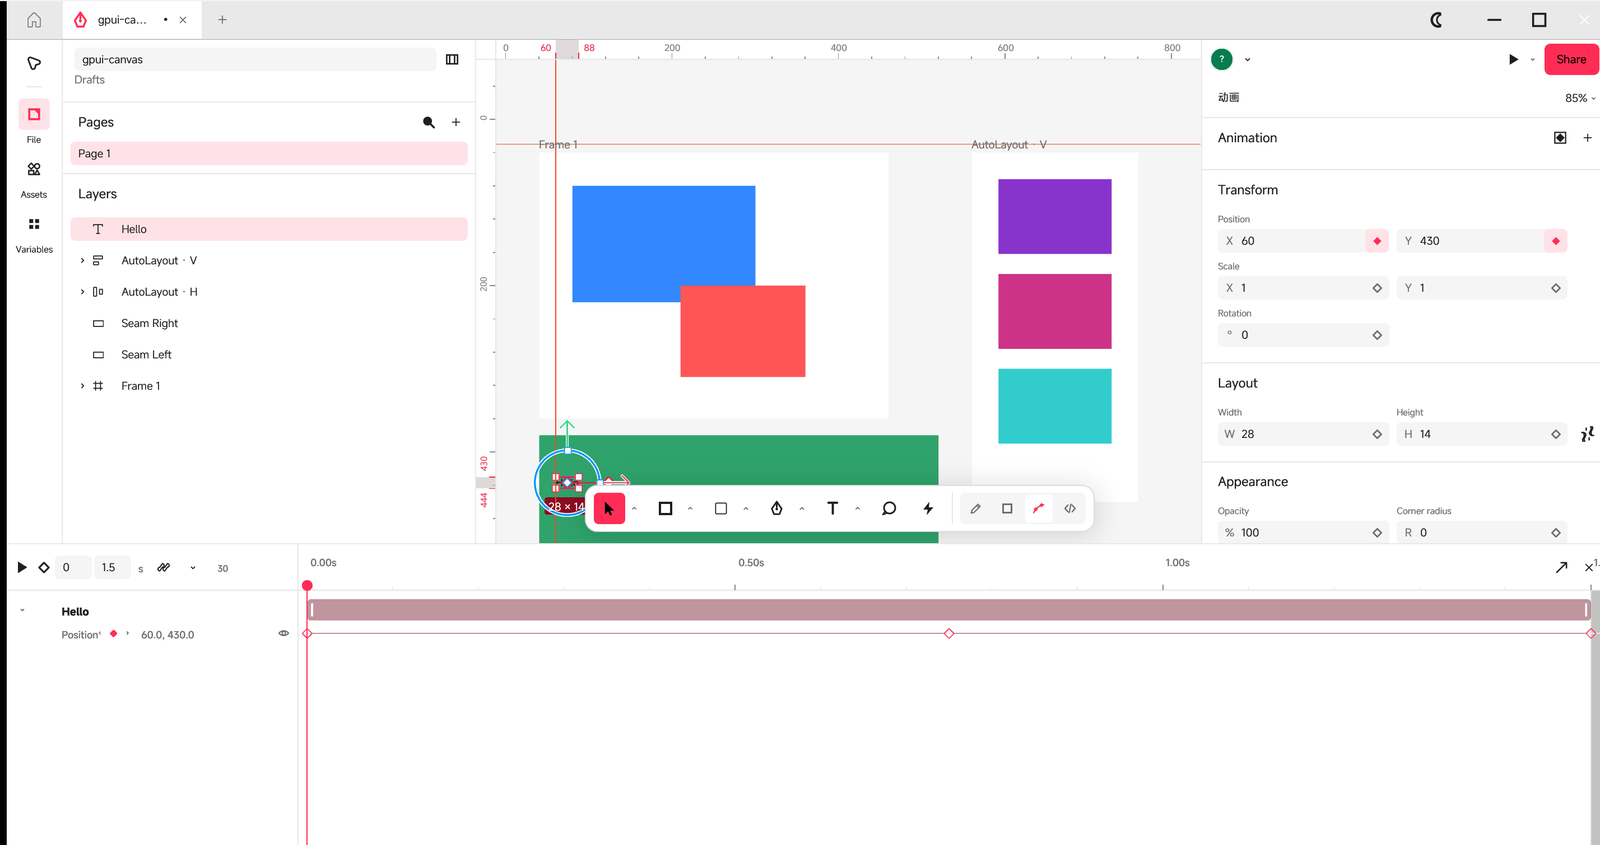 gpui-ca...
0
60
88
200
400
600
800
?
Share
gpui-canvas
Drafts
动画
85%
File
Pages
Page 1
Animation
Assets
Layers
Variables
Hello
AutoLayout · V
AutoLayout · H
Seam Right
Seam Left
Frame 1
0
200
430
444
Frame 1
AutoLayout · V
28 × 14
T
Transform
Position
X 60
Y 430
Scale
X 1
Y 1
Rotation
° 0
Layout
Width
Height
W 28
H 14
Appearance
Opacity
Corner radius
% 100
R 0
0
1.5
s
30
0.00s
0.50s
1.00s
1.
Hello
Position
60.0, 430.0